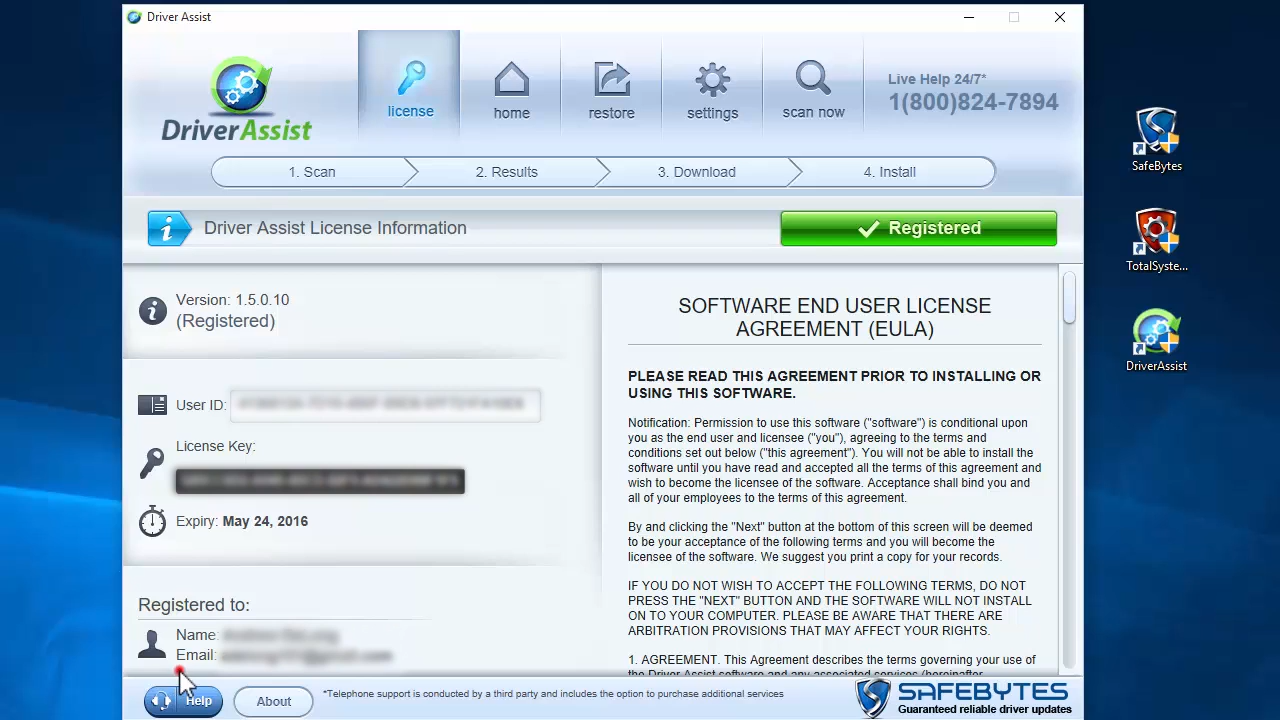 Driver Assist
DriverAssist
license
home
restore
settings
scan now
Live Help 24/7*
1(800)824-7894
1. Scan
2. Results
3. Download
4. Install
i Driver Assist License Information
Registered
Version: 1.5.0.10
(Registered)
User ID:
License Key:
Expiry: May 24, 2016
Registered to:
Name:
Email:
SOFTWARE END USER LICENSE
AGREEMENT (EULA)
PLEASE READ THIS AGREEMENT PRIOR TO INSTALLING OR
USING THIS SOFTWARE.
Notification: Permission to use this software ("software") is conditional upon
you as the end user and licensee ("you"), agreeing to the terms and
conditions set out below ("this agreement"). You will not be able to install the
software until you have read and accepted all the terms of this agreement and
wish to become the licensee of the software. Acceptance shall bind you and
all of your employees to the terms of this agreement.
By and clicking the "Next" button at the bottom of this screen will be deemed
to be your acceptance of the following terms and you will become the
licensee of the software. We suggest you print a copy for your records.
IF YOU DO NOT WISH TO ACCEPT THE FOLLOWING TERMS, DO NOT
PRESS THE "NEXT" BUTTON AND THE SOFTWARE WILL NOT INSTALL
ON TO YOUR COMPUTER. PLEASE BE AWARE THAT THERE ARE
ARBITRATION PROVISIONS THAT MAY AFFECT YOUR RIGHTS.
1. AGREEMENT. This Agreement describes the terms governing your use of
the Driver Assist software and any associated services (hereinafter
Help
About
*Telephone support is conducted by a third party and includes the option to purchase additional services
SAFEBYTES
Guaranteed reliable driver updates
SafeBytes
TotalSyste...
DriverAssist